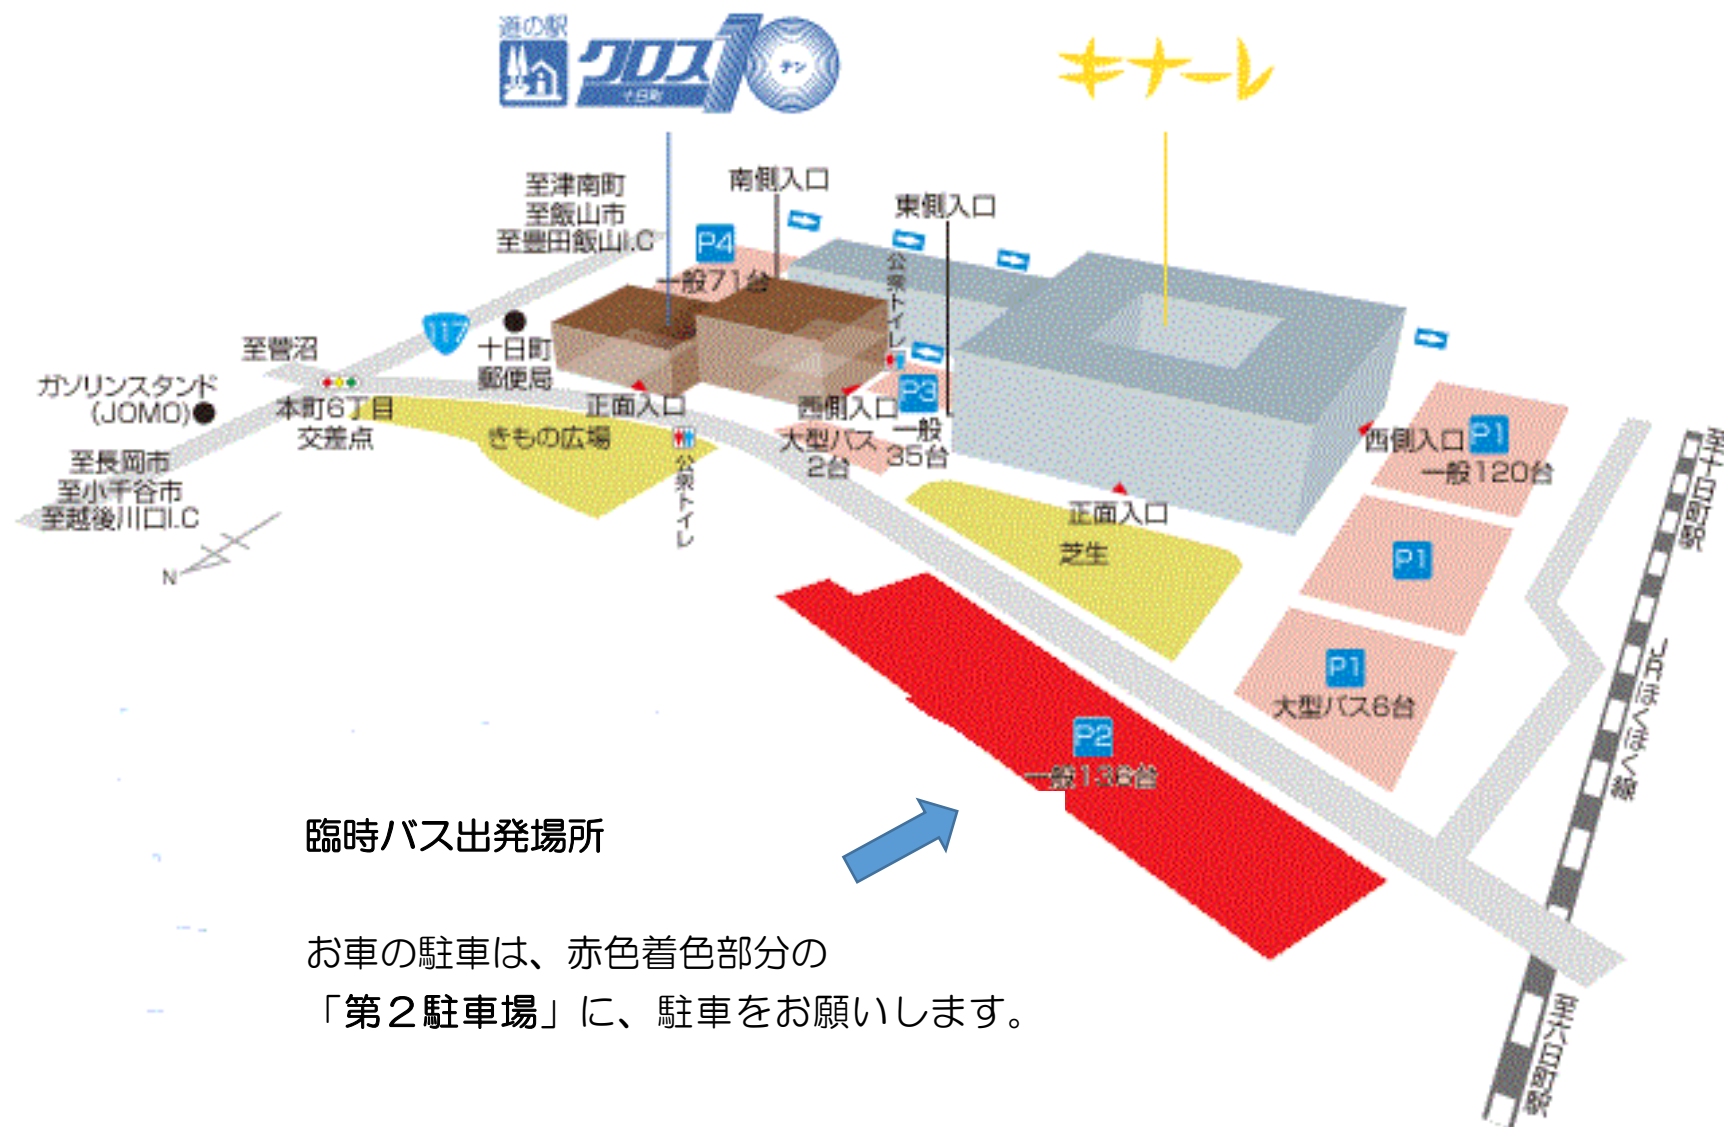 道の駅
クロス10
テン
十日町
キナーレ
至津南町
至飯山市
至豊田飯山I.C
南側入口
東側入口
P4
一般71台
公衆トイレ
117
至菅沼
十日町
郵便局
ガソリンスタンド
(JOMO)
本町6丁目
交差点
正面入口
きもの広場
公衆トイレ
西側入口
大型バス
2台
P3
一般
35台
至長岡市
至小千谷市
至越後川口I.C
N
正面入口
芝生
西側入口
P1
一般120台
P1
P1
大型バス6台
至十日町駅
JRほくほく線
至六日町駅
P2
一般136台
臨時バス出発場所
お車の駐車は、赤色着色部分の
「第2駐車場」に、駐車をお願いします。